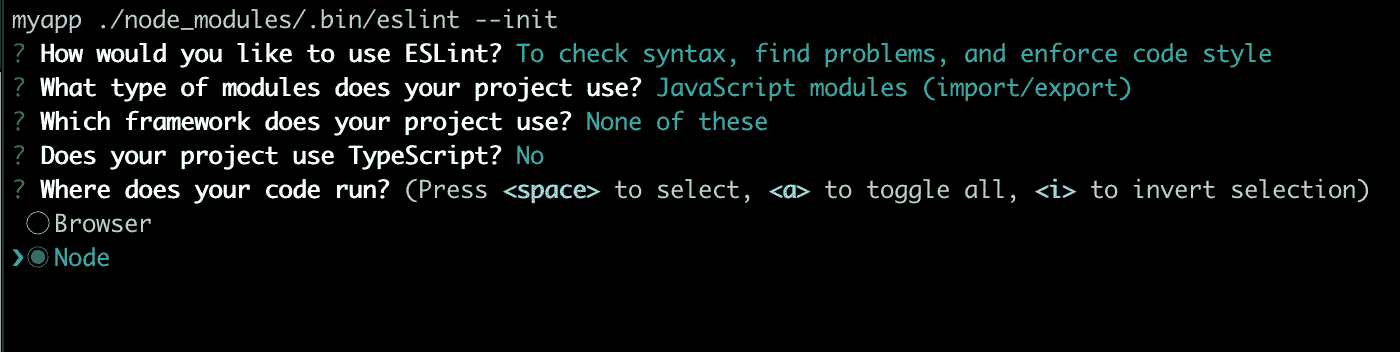 myapp ./node_modules/.bin/eslint --init
? How would you like to use ESLint? To check syntax, find problems, and enforce code style
? What type of modules does your project use? JavaScript modules (import/export)
? Which framework does your project use? None of these
? Does your project use TypeScript? No
? Where does your code run? (Press <space> to select, <a> to toggle all, <i> to invert selection)
◯ Browser
❯◉ Node